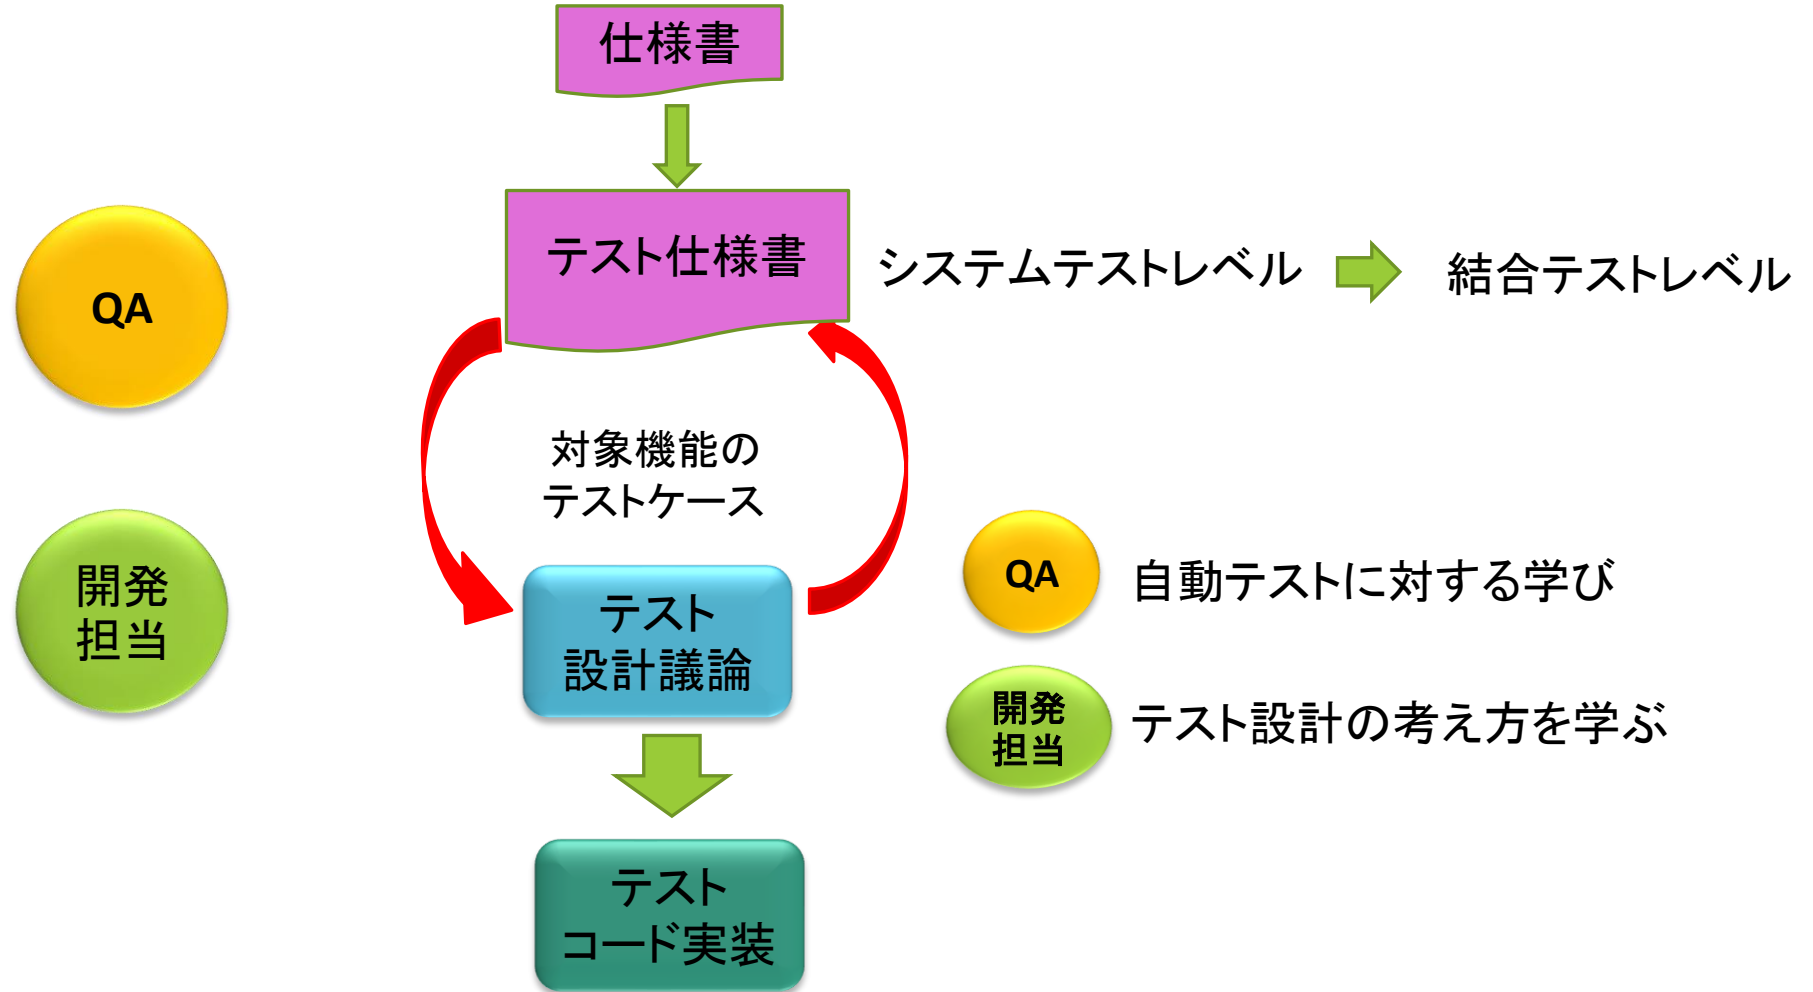 仕様書
テスト仕様書
システムテストレベル
結合テストレベル
QA
対象機能の
テストケース
開発
担当
テスト
設計議論
QA
自動テストに対する学び
開発
担当
テスト設計の考え方を学ぶ
テスト
コード実装